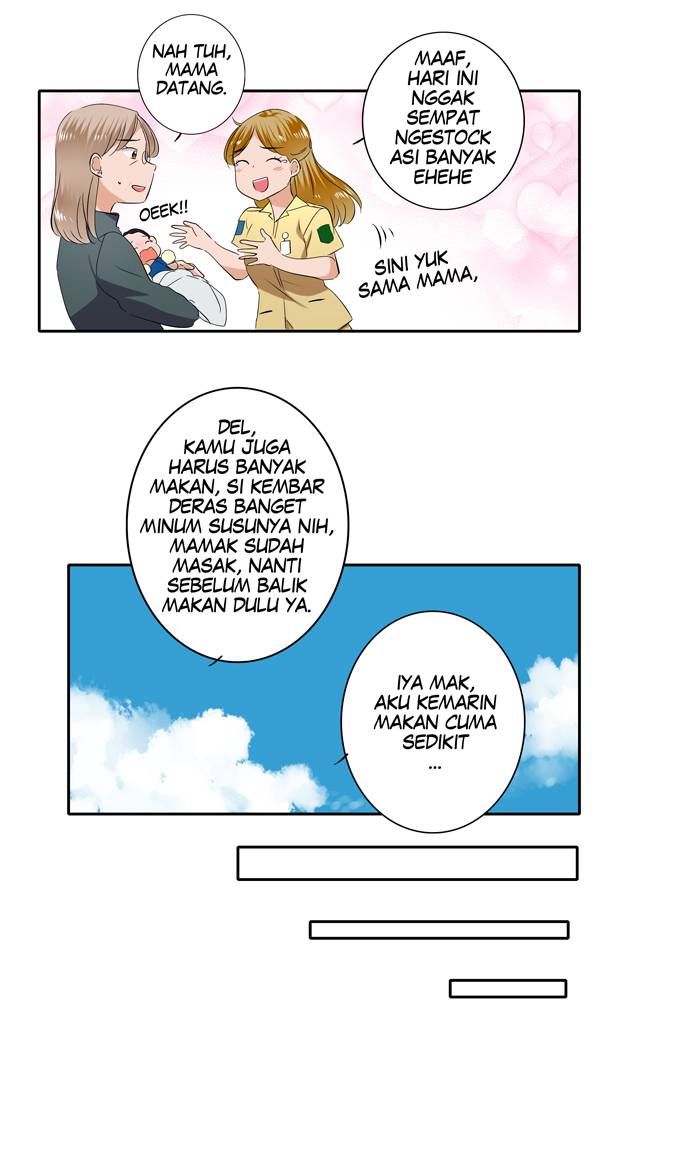 NAH TUH,
MAMA
DATANG.
MAAF,
HARI INI
NGGAK
SEMPAT
NGESTOCK
ASI BANYAK
EHEHE
OEEK!!
SINI YUK
SAMA MAMA,
DEL,
KAMU JUGA
HARUS BANYAK
MAKAN, SI KEMBAR
DERAS BANGET
MINUM SUSUNYA NIH,
MAMAK SUDAH
MASAK, NANTI
SEBELUM BALIK
MAKAN DULU YA.
IYA MAK,
AKU KEMARIN
MAKAN CUMA
SEDIKIT
...